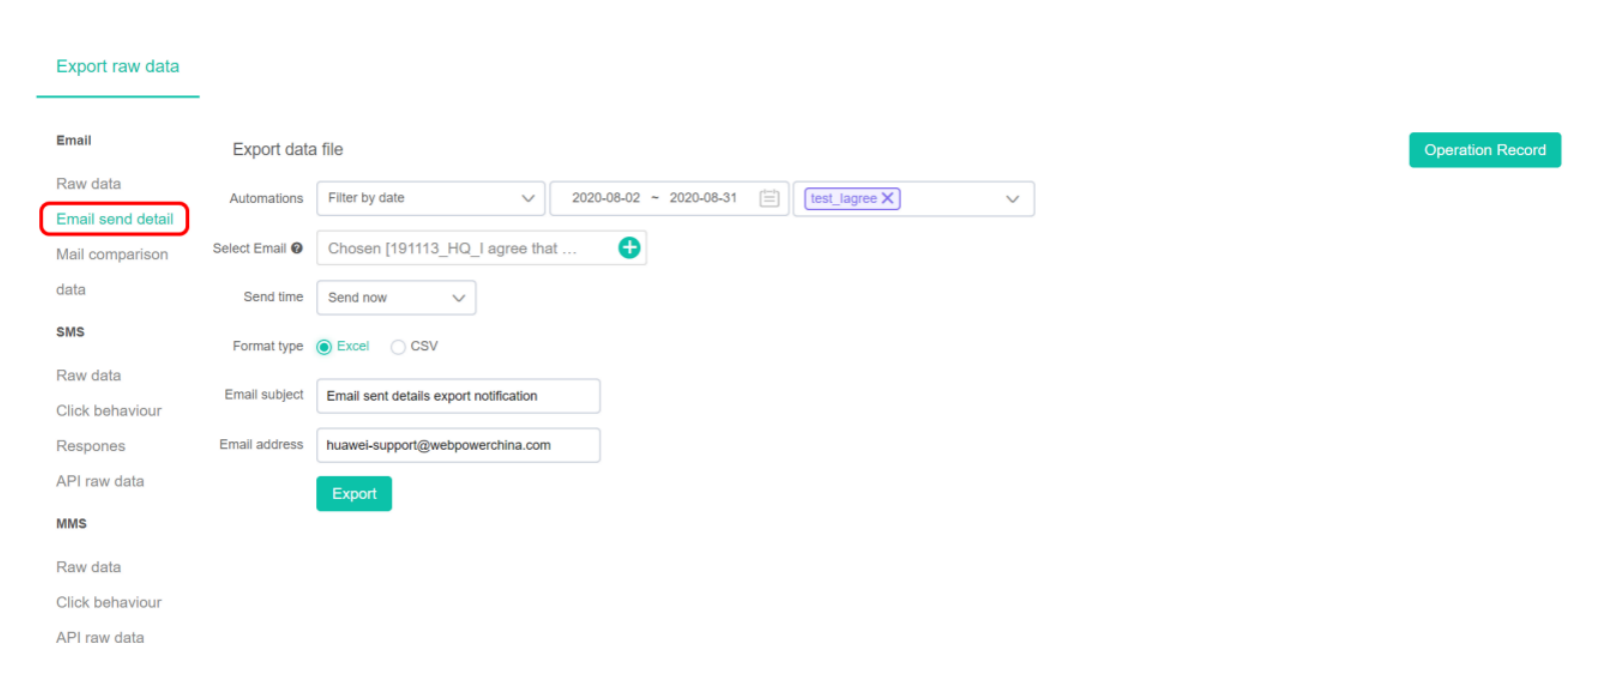 Export raw data
Email
Export data file
Operation Record
Raw data
Automations Filter by date 2020-08-02 ~ 2020-08-31 test_Iagree
Email send detail
Select Email Chosen [191113_HQ_I agree that ...
Mail comparison
data
Send time Send now
SMS
Format type Excel CSV
Raw data
Email subject Email sent details export notification
Click behaviour
Respones
Email address huawei-support@webpowerchina.com
API raw data
Export
MMS
Raw data
Click behaviour
API raw data